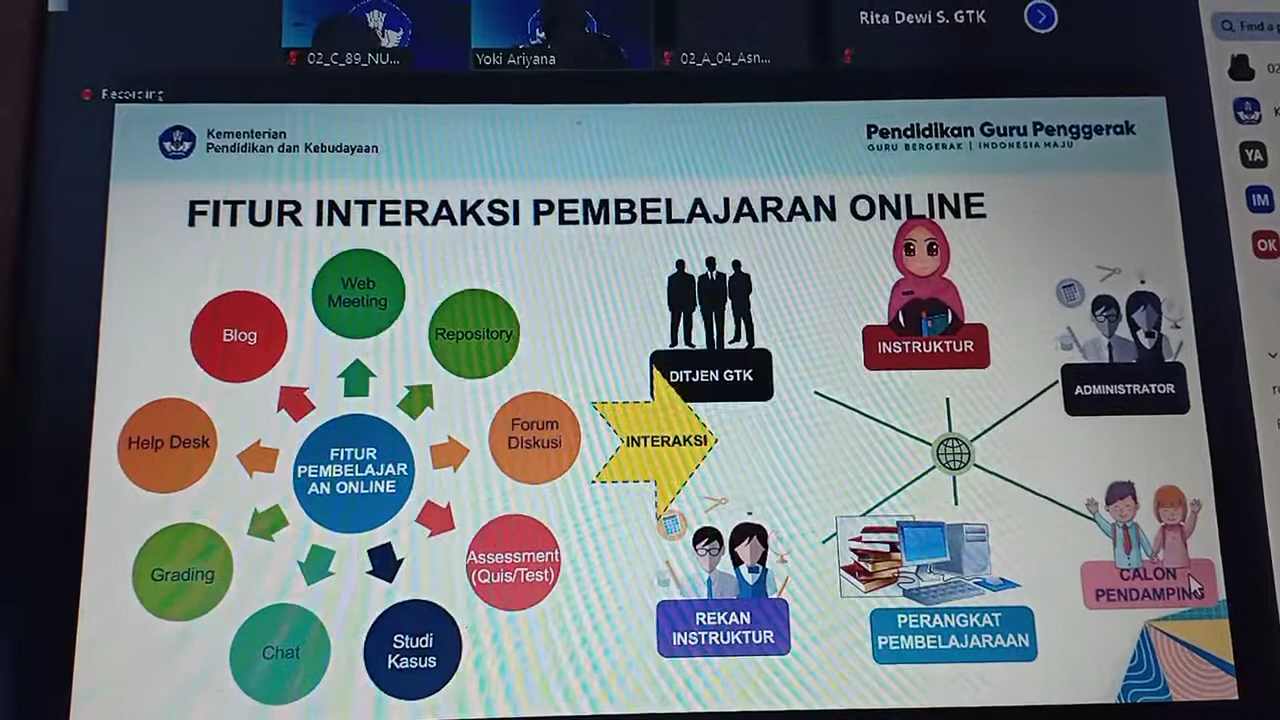 Rita Dewi S. GTK
02_C_89_NU...
Yoki Ariyana
02_A_04_Asn...
Find a
02
Recording
Kementerian
Pendidikan dan Kebudayaan
Pendidikan Guru Penggerak
GURU BERGERAK | INDONESIA MAJU
YA
IM
OK
FITUR INTERAKSI PEMBELAJARAN ONLINE
Web
Meeting
Blog
Repository
Help Desk
Forum
DIskusi
FITUR
PEMBELAJAR
AN ONLINE
Grading
Assessment
(Quis/Test)
Chat
Studi
Kasus
INTERAKSI
DITJEN GTK
INSTRUKTUR
ADMINISTRATOR
REKAN
INSTRUKTUR
PERANGKAT
PEMBELAJARAAN
CALON
PENDAMPING